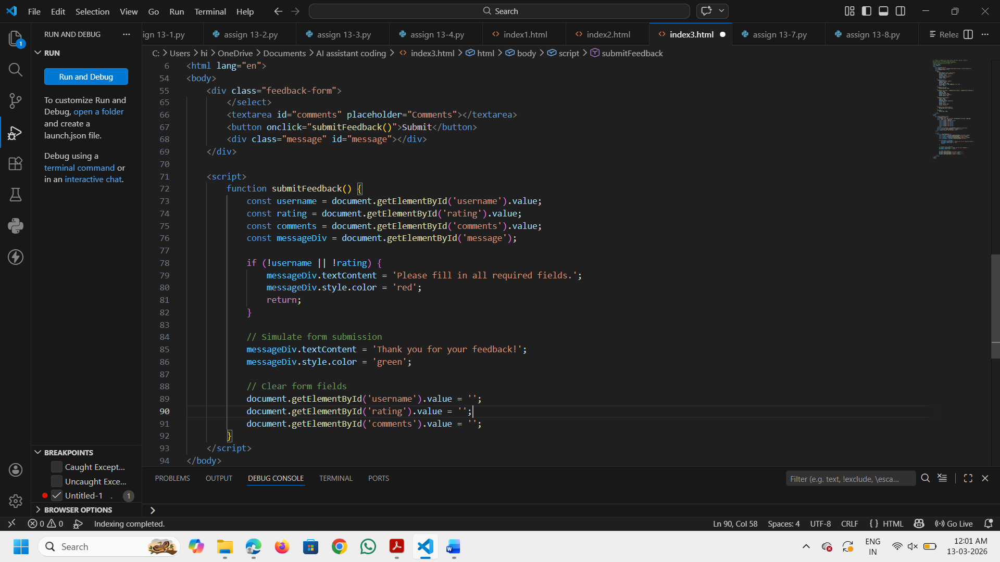 File Edit Selection View Go Run Terminal Help
Search
RUN AND DEBUG
ign 13-1.py
assign 13-2.py
assign 13-3.py
assign 13-4.py
index1.html
index2.html
index3.html
assign 13-7.py
assign 13-8.py
Relea
1
RUN
Run and Debug
To customize Run and
Debug, open a folder
and create a
launch.json file.
Debug using a
terminal command or
in an interactive chat.
C: > Users > hi > OneDrive > Documents > AI assistant coding > index3.html > html > body > script > submitFeedback
6 <html lang="en">
54 <body>
55 <div class="feedback-form">
65 </select>
66 <textarea id="comments" placeholder="Comments"></textarea>
67 <button onclick="submitFeedback()">Submit</button>
68 <div class="message" id="message"></div>
69 </div>
70
71 <script>
72 function submitFeedback() {
73 const username = document.getElementById('username').value;
74 const rating = document.getElementById('rating').value;
75 const comments = document.getElementById('comments').value;
76 const messageDiv = document.getElementById('message');
77
78 if (!username || !rating) {
79 messageDiv.textContent = 'Please fill in all required fields.';
80 messageDiv.style.color = 'red';
81 return;
82 }
83
84 // Simulate form submission
85 messageDiv.textContent = 'Thank you for your feedback!';
86 messageDiv.style.color = 'green';
87
88 // Clear form fields
89 document.getElementById('username').value = '';
90 document.getElementById('rating').value = '';
91 document.getElementById('comments').value = '';
92 }
93 </script>
94 </body>
BREAKPOINTS
Caught Except...
Uncaught Exce...
Untitled-1 . 1
BROWSER OPTIONS
PROBLEMS OUTPUT DEBUG CONSOLE TERMINAL PORTS
Filter (e.g. text, !exclude, \esca...
0 0
Indexing completed.
Ln 90, Col 58 Spaces: 4 UTF-8 CRLF { } HTML Go Live
Search
ENG
IN
12:01 AM
13-03-2026